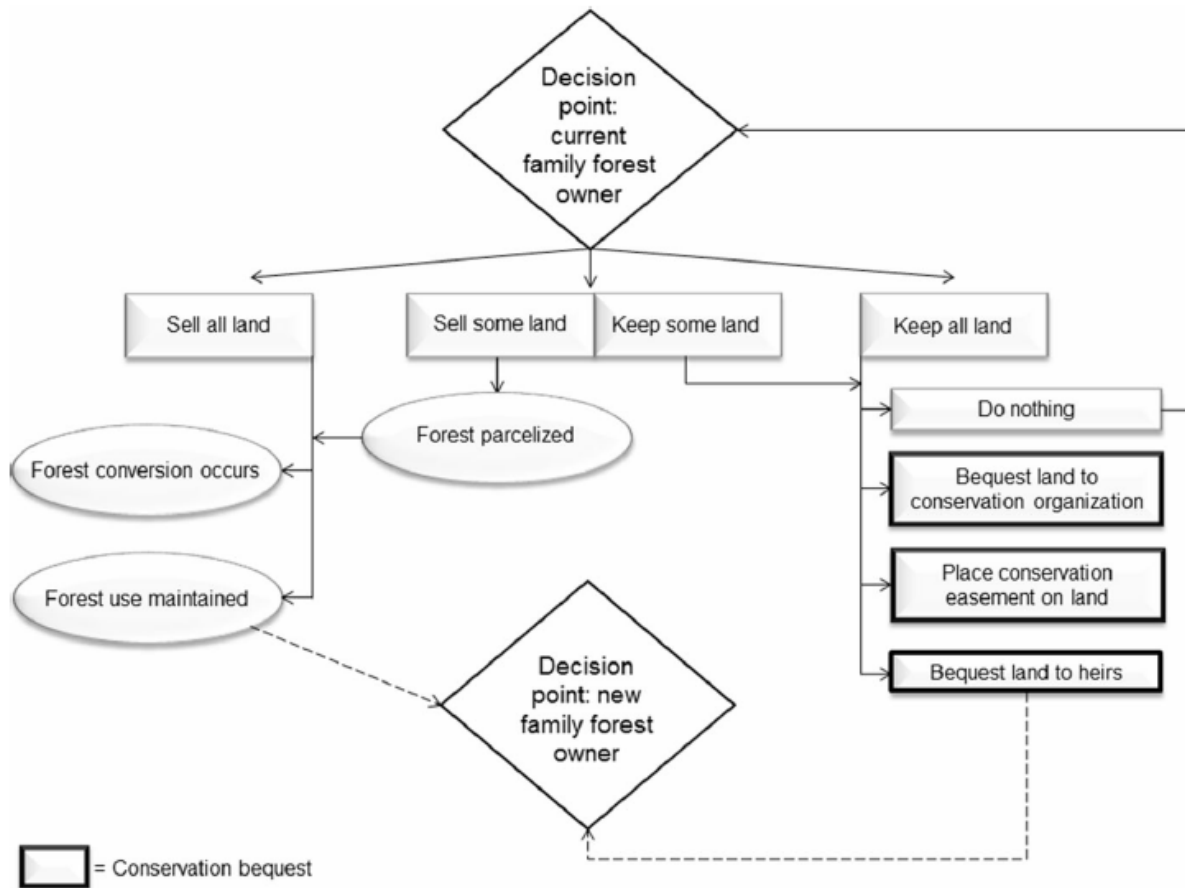 Decision
point:
current
family forest
owner
Sell all land
Sell some land
Keep some land
Keep all land
Do nothing
Forest parcelized
Forest conversion occurs
Bequest land to
conservation organization
Place conservation
easement on land
Forest use maintained
Bequest land to heirs
Decision
point: new
family forest
owner
= Conservation bequest